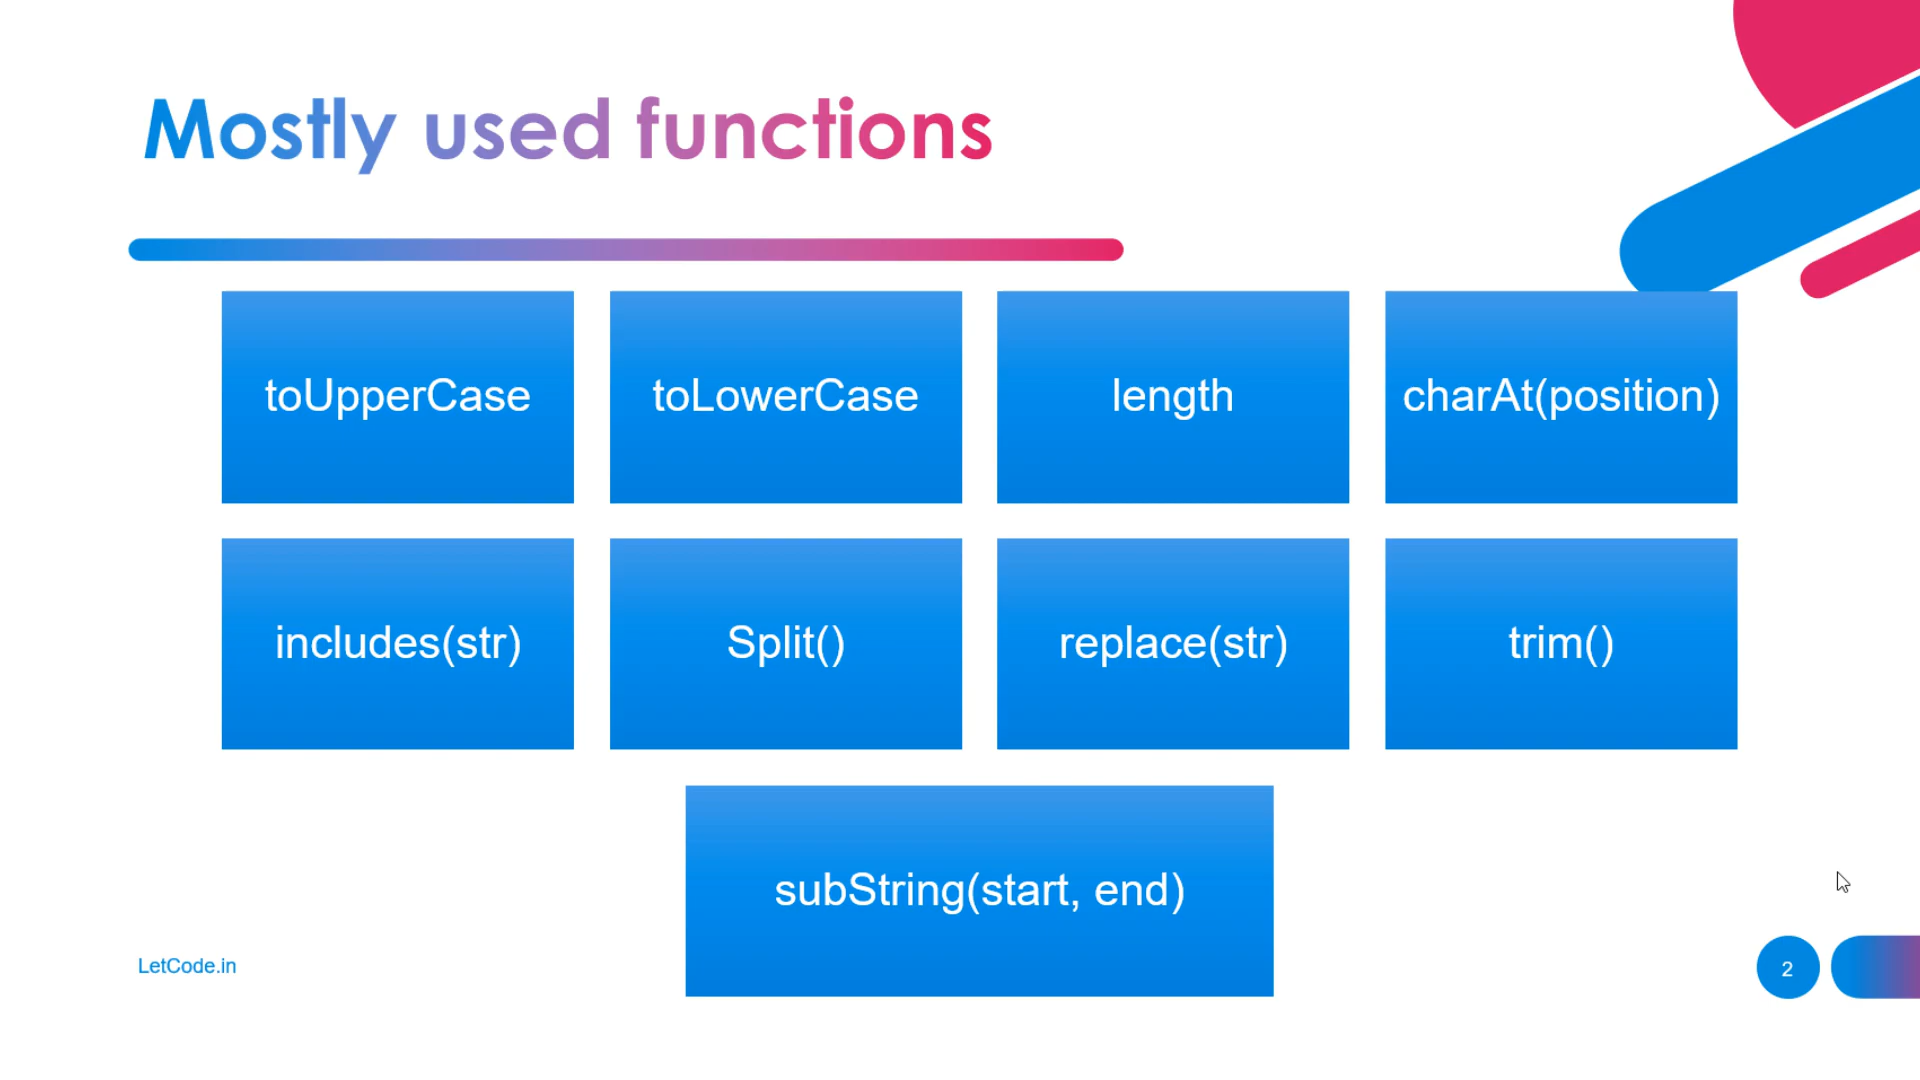 Mostly used functions
toUpperCase
toLowerCase
length
charAt(position)
includes(str)
Split()
replace(str)
trim()
subString(start, end)
LetCode.in
2